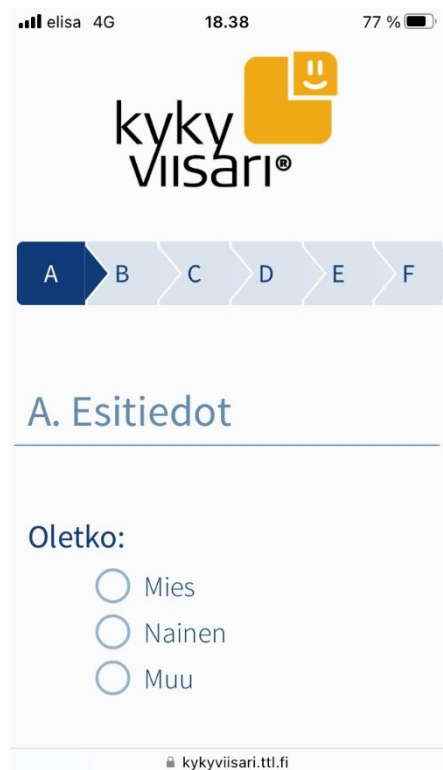 elisa 4G 18.38 77 %
kyky
viisari®
A B C D E F
A. Esitiedot
Oletko:
Mies
Nainen
Muu
kykyviisari.ttl.fi